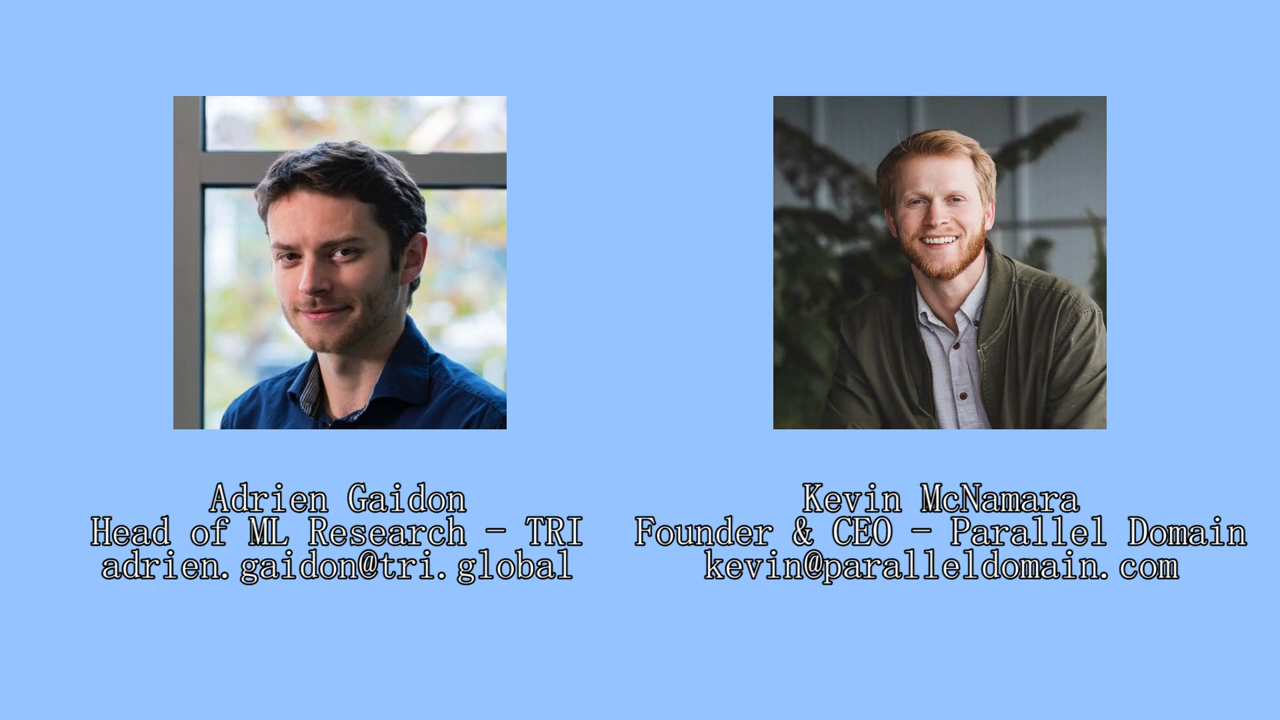 Adrien Gaidon
Head of ML Research - TRI
adrien.gaidon@tri.global
Kevin McNamara
Founder & CEO - Parallel Domain
kevin@paralleldomain.com